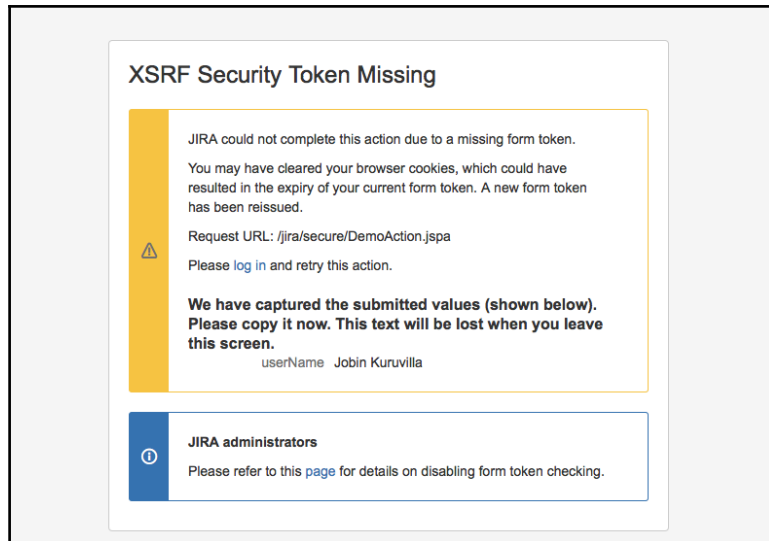 XSRF Security Token Missing
JIRA could not complete this action due to a missing form token.
You may have cleared your browser cookies, which could have
resulted in the expiry of your current form token. A new form token
has been reissued.
Request URL: /jira/secure/DemoAction.jspa
Please log in and retry this action.
We have captured the submitted values (shown below).
Please copy it now. This text will be lost when you leave
this screen.
userName Jobin Kuruvilla
JIRA administrators
Please refer to this page for details on disabling form token checking.